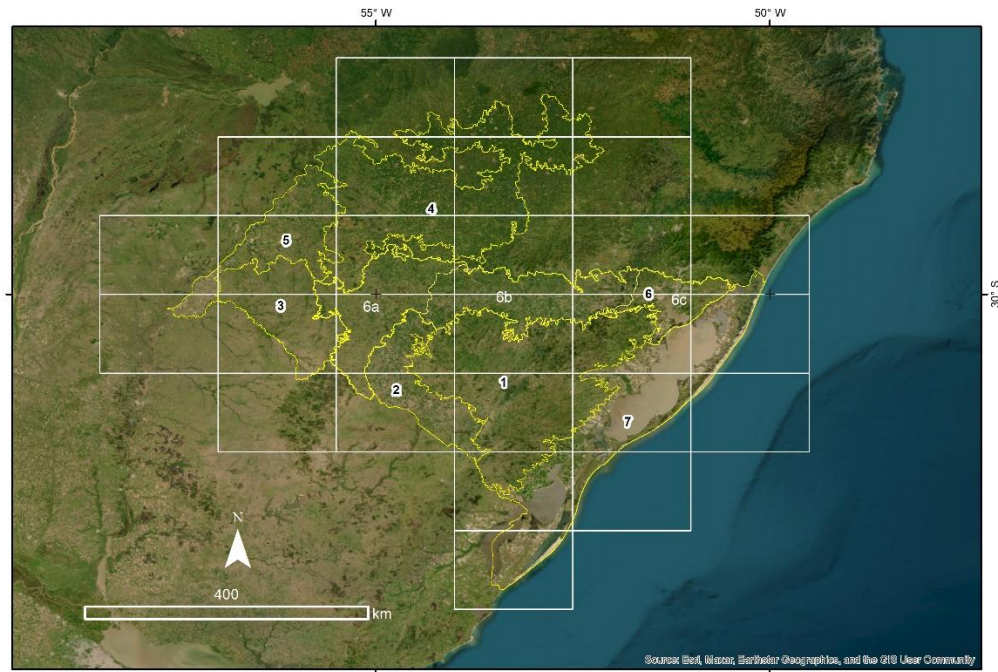 55° W
50° W
4
5
3
6a
6b
6
6c
30° S
2
1
7
N
400
km
Source: Esri, Maxar, Earthstar Geographics, and the GIS User Community